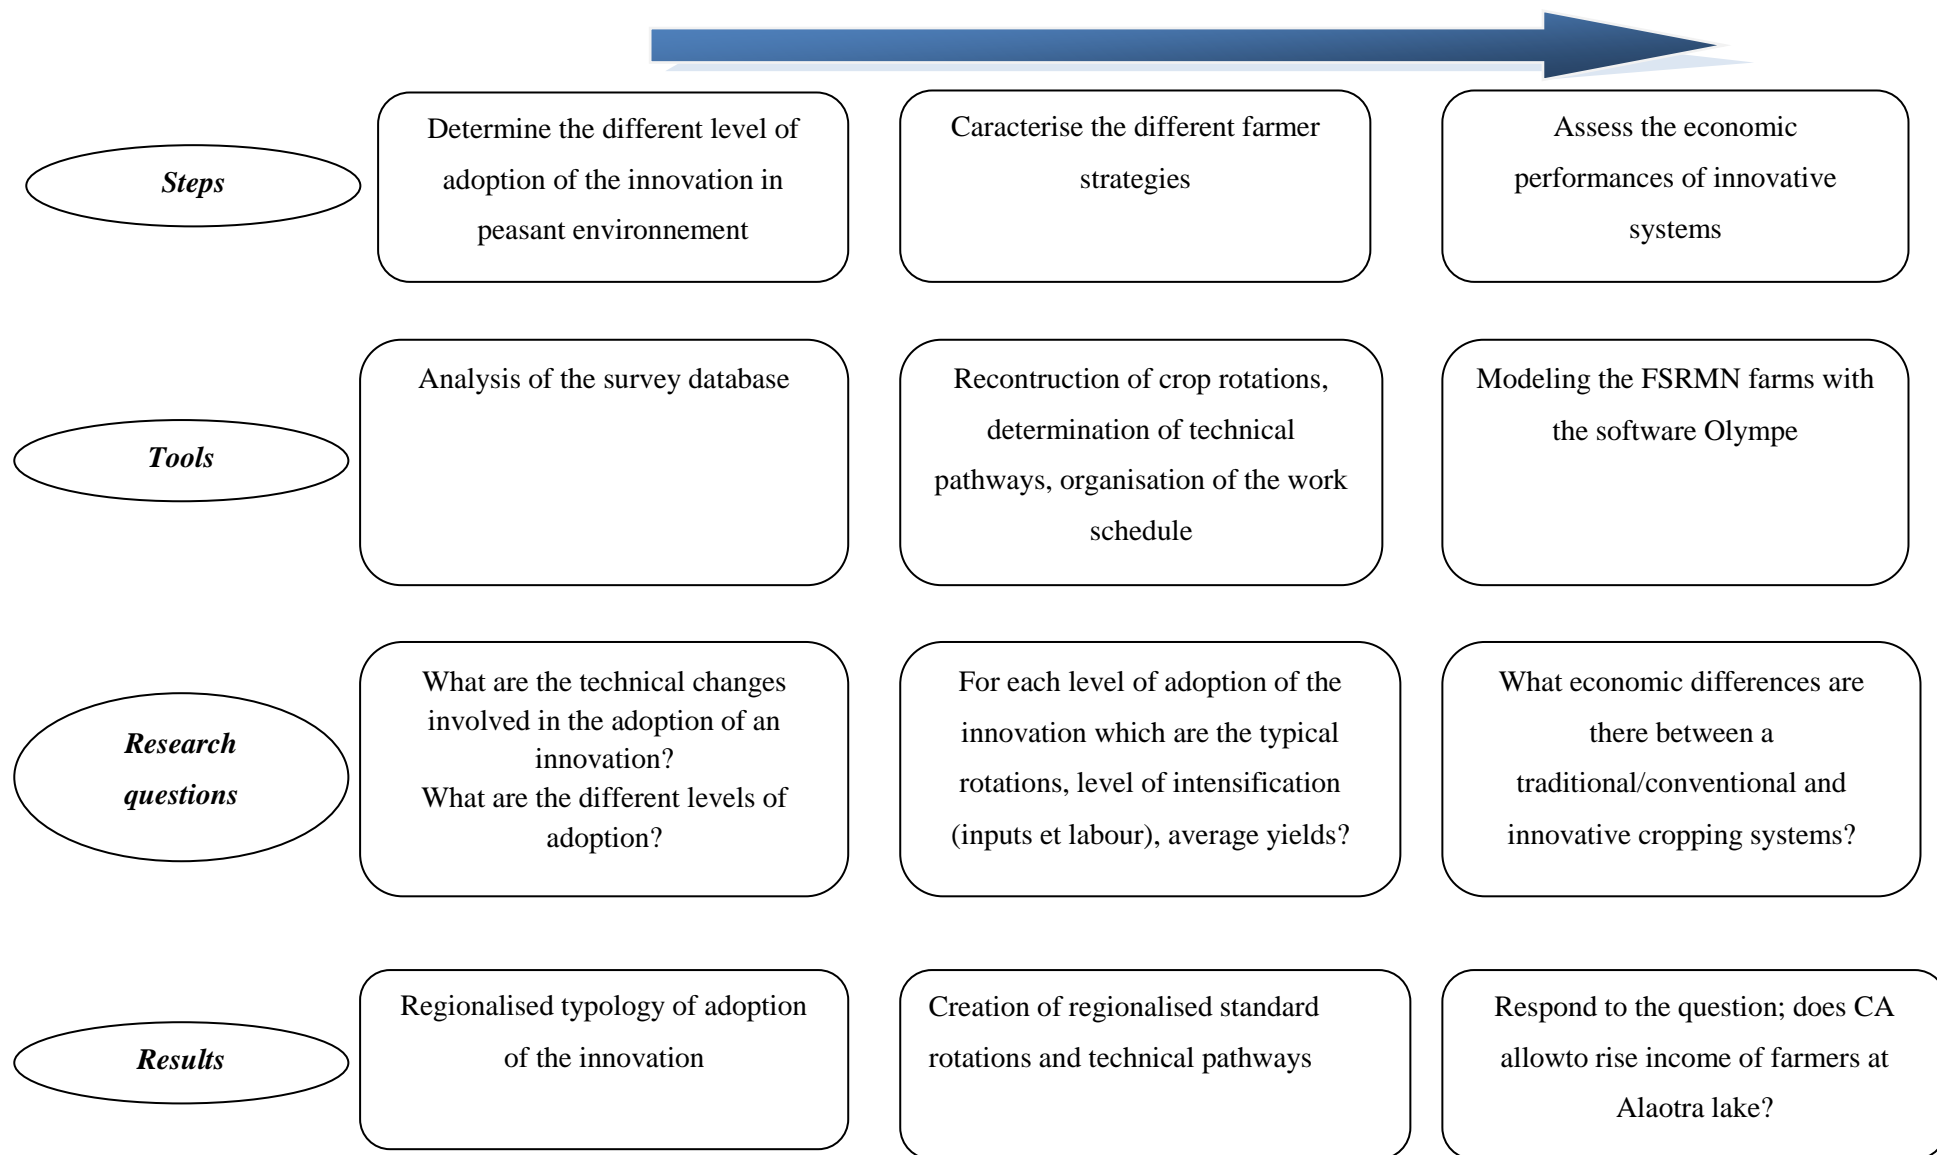 Steps
Determine the different level of
adoption of the innovation in
peasant environnement
Caracterise the different farmer
strategies
Assess the economic
performances of innovative
systems
Tools
Analysis of the survey database
Recontruction of crop rotations,
determination of technical
pathways, organisation of the work
schedule
Modeling the FSRMN farms with
the software Olympe
Research
questions
What are the technical changes
involved in the adoption of an
innovation?
What are the different levels of
adoption?
For each level of adoption of the
innovation which are the typical
rotations, level of intensification
(inputs et labour), average yields?
What economic differences are
there between a
traditional/conventional and
innovative cropping systems?
Results
Regionalised typology of adoption
of the innovation
Creation of regionalised standard
rotations and technical pathways
Respond to the question; does CA
allowto rise income of farmers at
Alaotra lake?